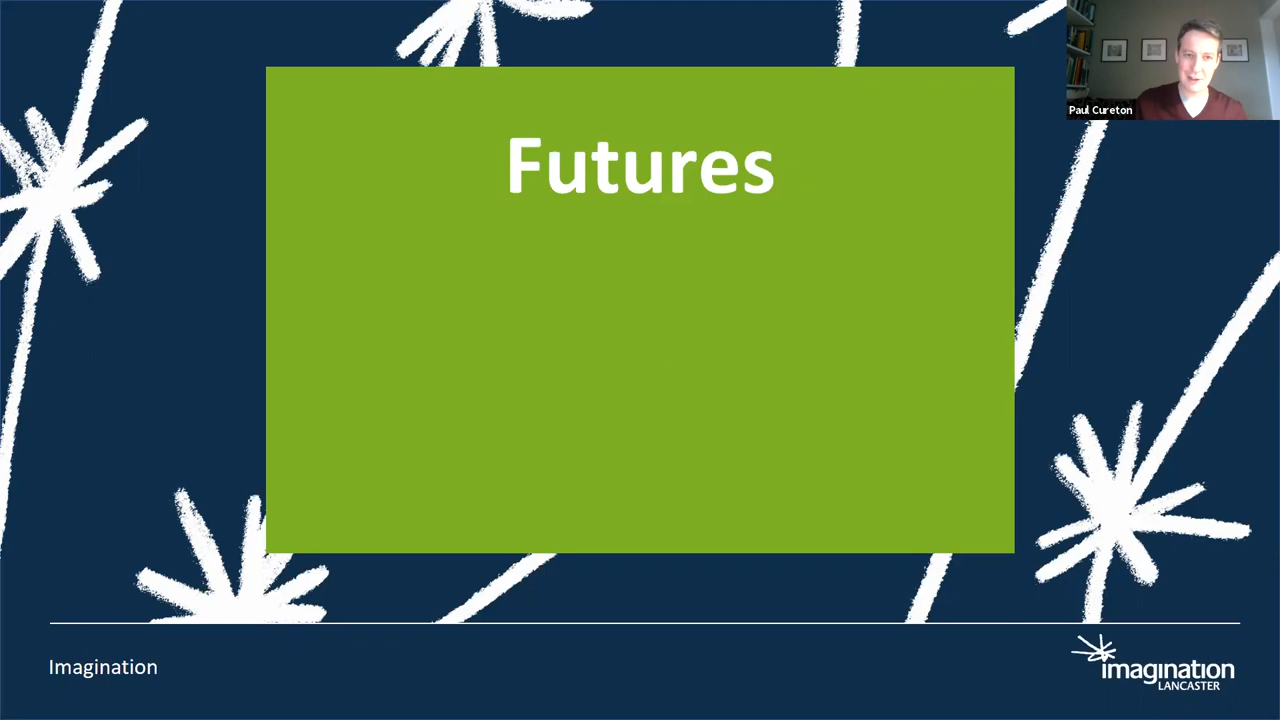 Futures
Paul Cureton
Imagination
imagination
LANCASTER